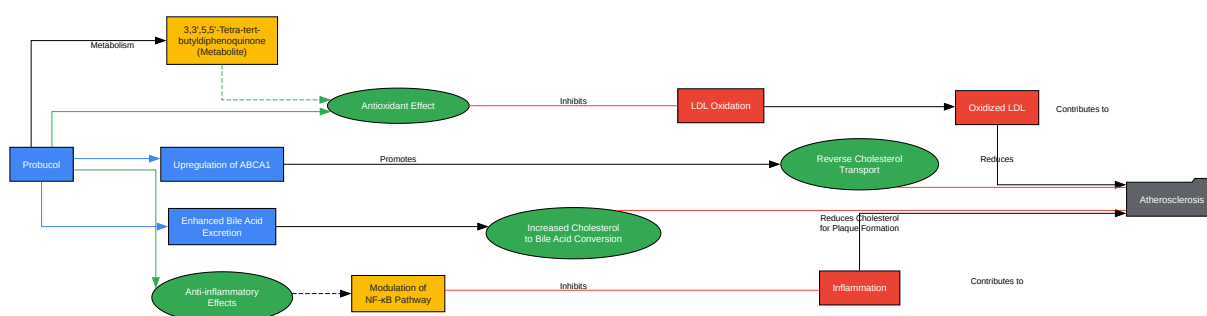 3,3',5,5'-Tetra-tert-
butyldiphenoquinone
(Metabolite)
Metabolism
Antioxidant Effect
Inhibits
LDL Oxidation
Oxidized LDL
Contributes to
Probucol
Upregulation of ABCA1
Promotes
Reverse Cholesterol
Transport
Reduces
Atherosclerosis
Enhanced Bile Acid
Excretion
Increased Cholesterol
to Bile Acid Conversion
Reduces Cholesterol
for Plaque Formation
Anti-inflammatory
Effects
Modulation of
NF-κB Pathway
Inhibits
Inflammation
Contributes to